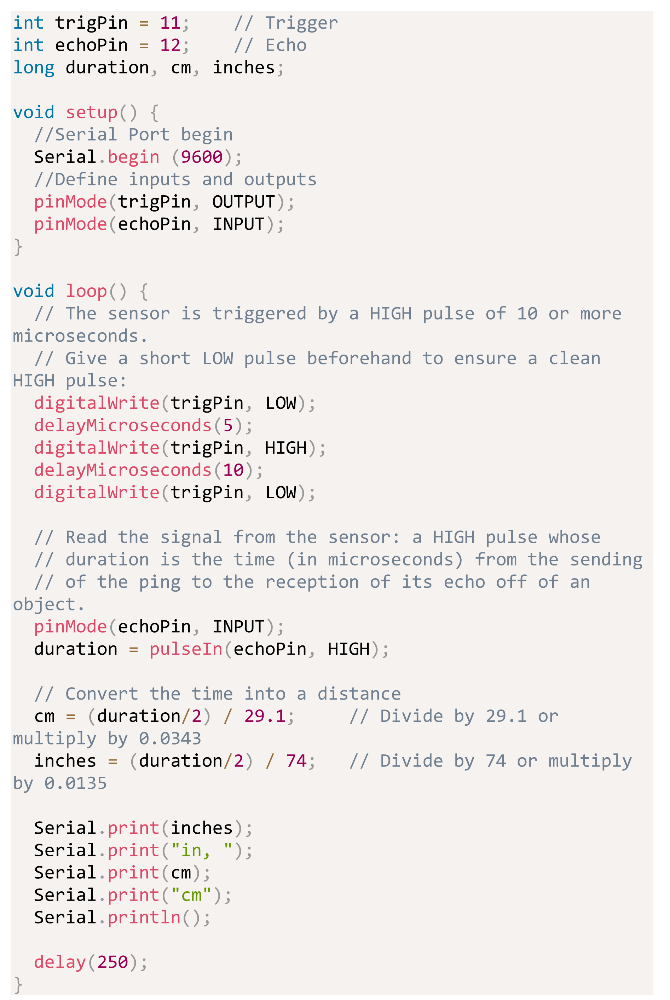 int trigPin = 11;    // Trigger
int echoPin = 12;    // Echo
long duration, cm, inches;

void setup() {
  //Serial Port begin
  Serial.begin (9600);
  //Define inputs and outputs
  pinMode(trigPin, OUTPUT);
  pinMode(echoPin, INPUT);
}

void loop() {
  // The sensor is triggered by a HIGH pulse of 10 or more
microseconds.
  // Give a short LOW pulse beforehand to ensure a clean
HIGH pulse:
  digitalWrite(trigPin, LOW);
  delayMicroseconds(5);
  digitalWrite(trigPin, HIGH);
  delayMicroseconds(10);
  digitalWrite(trigPin, LOW);

  // Read the signal from the sensor: a HIGH pulse whose
  // duration is the time (in microseconds) from the sending
  // of the ping to the reception of its echo off of an
object.
  pinMode(echoPin, INPUT);
  duration = pulseIn(echoPin, HIGH);

  // Convert the time into a distance
  cm = (duration/2) / 29.1;     // Divide by 29.1 or
multiply by 0.0343
  inches = (duration/2) / 74;   // Divide by 74 or multiply
by 0.0135

  Serial.print(inches);
  Serial.print("in, ");
  Serial.print(cm);
  Serial.print("cm");
  Serial.println();

  delay(250);
}